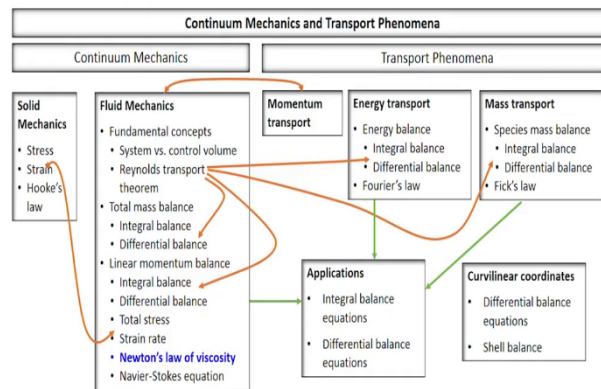 Continuum Mechanics and Transport Phenomena
Continuum Mechanics
Transport Phenomena
Solid
Mechanics
• Stress
• Strain
• Hooke's
law
Fluid Mechanics
• Fundamental concepts
• System vs. control volume
• Reynolds transport
theorem
• Total mass balance
• Integral balance
• Differential balance
• Linear momentum balance
• Integral balance
• Differential balance
• Total stress
• Strain rate
• Newton's law of viscosity
• Navier-Stokes equation
Momentum
transport
Energy transport
• Energy balance
• Integral balance
• Differential balance
• Fourier's law
Mass transport
• Species mass balance
• Integral balance
• Differential balance
• Fick's law
Applications
• Integral balance
equations
• Differential balance
equations
Curvilinear coordinates
• Differential balance
equations
• Shell balance